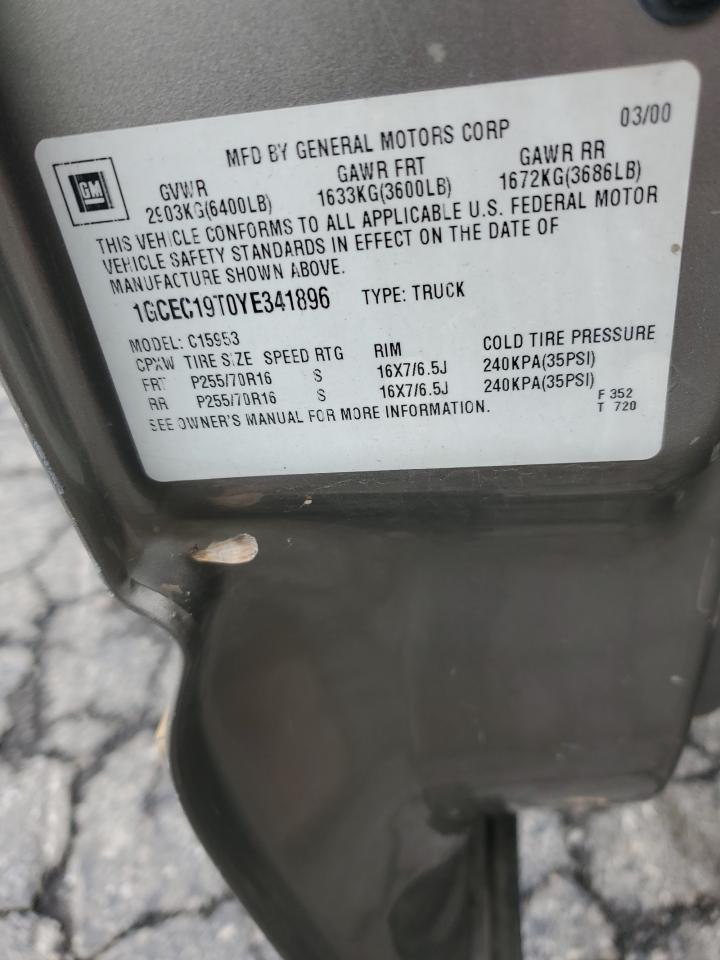 MFD BY GENERAL MOTORS CORP 03/00
GM
GVWR GAWR FRT GAWR RR
2903KG(6400LB) 1633KG(3600LB) 1672KG(3686LB)
THIS VEHICLE CONFORMS TO ALL APPLICABLE U.S. FEDERAL MOTOR
VEHICLE SAFETY STANDARDS IN EFFECT ON THE DATE OF
MANUFACTURE SHOWN ABOVE.
1GCEC19T0YE341896 TYPE: TRUCK
MODEL: C15953
CPXW TIRE SIZE SPEED RTG RIM COLD TIRE PRESSURE
FRT P255/70R16 S 16X7/6.5J 240KPA(35PSI)
RR P255/70R16 S 16X7/6.5J 240KPA(35PSI)
SEE OWNER'S MANUAL FOR MORE INFORMATION.
F 352
T 720